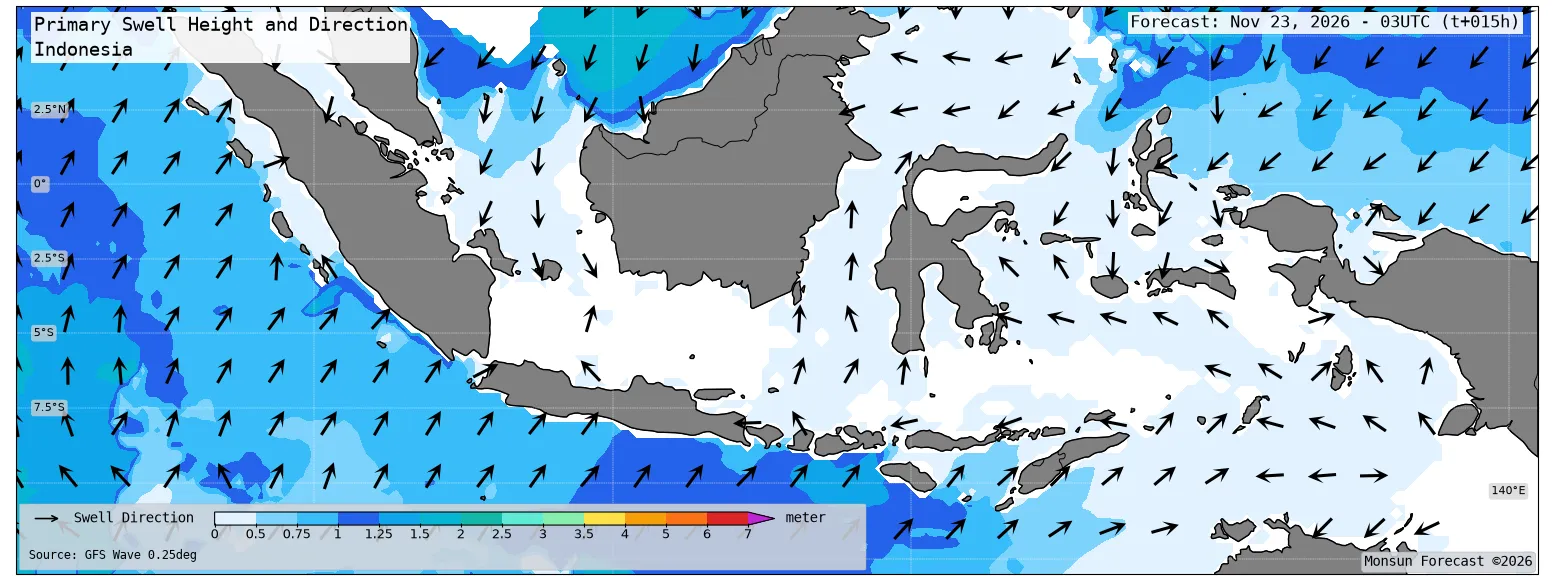 Primary Swell Height and Direction
Indonesia
Forecast: Nov 23, 2026 - 03UTC (t+015h)
2.5°N
0°
2.5°S
5°S
7.5°S
140°E
Swell Direction
0 0.5 0.75 1 1.25 1.5 2 2.5 3 3.5 4 5 6 7
meter
Source: GFS Wave 0.25deg
Monsun Forecast ©2026